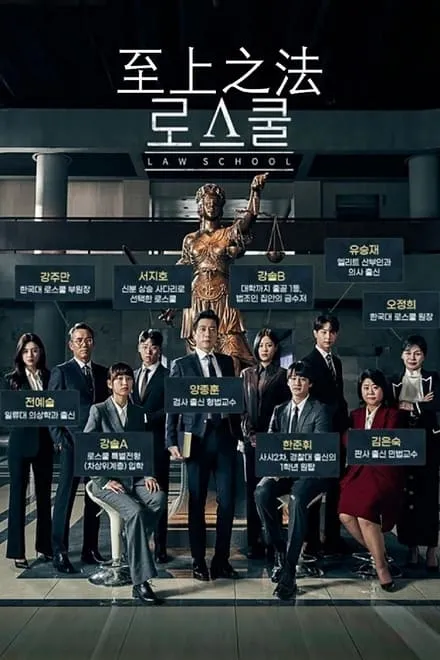 至上之法
로스쿨
LAW SCHOOL
유승재
엘리트 산부인과
의사 출신
강주만
한국대 로스쿨 부원장
서지호
신분 상승 사다리로
선택한 로스쿨
강솔B
대학까지 줄곧 1등,
법조인 집안의 금수저
오정희
한국대 로스쿨 원장
전예슬
일류대 의상학과 출신
양종훈
검사 출신 형법교수
강솔A
로스쿨 특별전형
(차상위계층) 입학
한준휘
사시2차, 경찰대 출신의
1학년 원탑
김은숙
판사 출신 민법교수